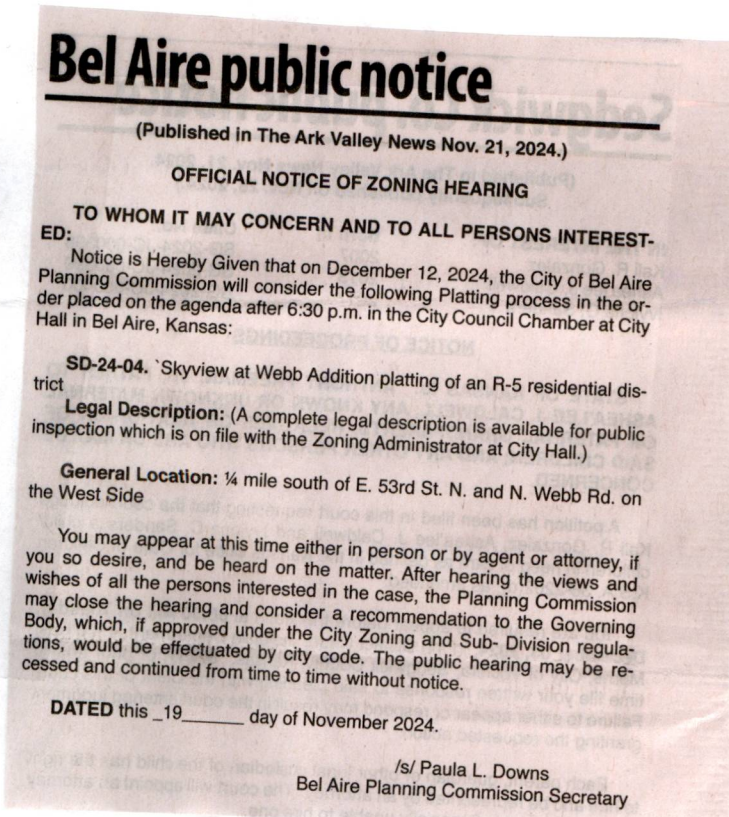 Bel Aire public notice
(Published in The Ark Valley News Nov. 21, 2024.)
OFFICIAL NOTICE OF ZONING HEARING
TO WHOM IT MAY CONCERN AND TO ALL PERSONS INTEREST-
ED:
Notice is Hereby Given that on December 12, 2024, the City of Bel Aire
Planning Commission will consider the following Platting process in the or-
der placed on the agenda after 6:30 p.m. in the City Council Chamber at City
Hall in Bel Aire, Kansas:
SD-24-04. `Skyview at Webb Addition platting of an R-5 residential dis-
trict
Legal Description: (A complete legal description is available for public
inspection which is on file with the Zoning Administrator at City Hall.)
General Location: ¼ mile south of E. 53rd St. N. and N. Webb Rd. on
the West Side
You may appear at this time either in person or by agent or attorney, if
you so desire, and be heard on the matter. After hearing the views and
wishes of all the persons interested in the case, the Planning Commission
may close the hearing and consider a recommendation to the Governing
Body, which, if approved under the City Zoning and Sub- Division regula-
tions, would be effectuated by city code. The public hearing may be re-
cessed and continued from time to time without notice.
DATED this _19_______ day of November 2024.
/s/ Paula L. Downs
Bel Aire Planning Commission Secretary